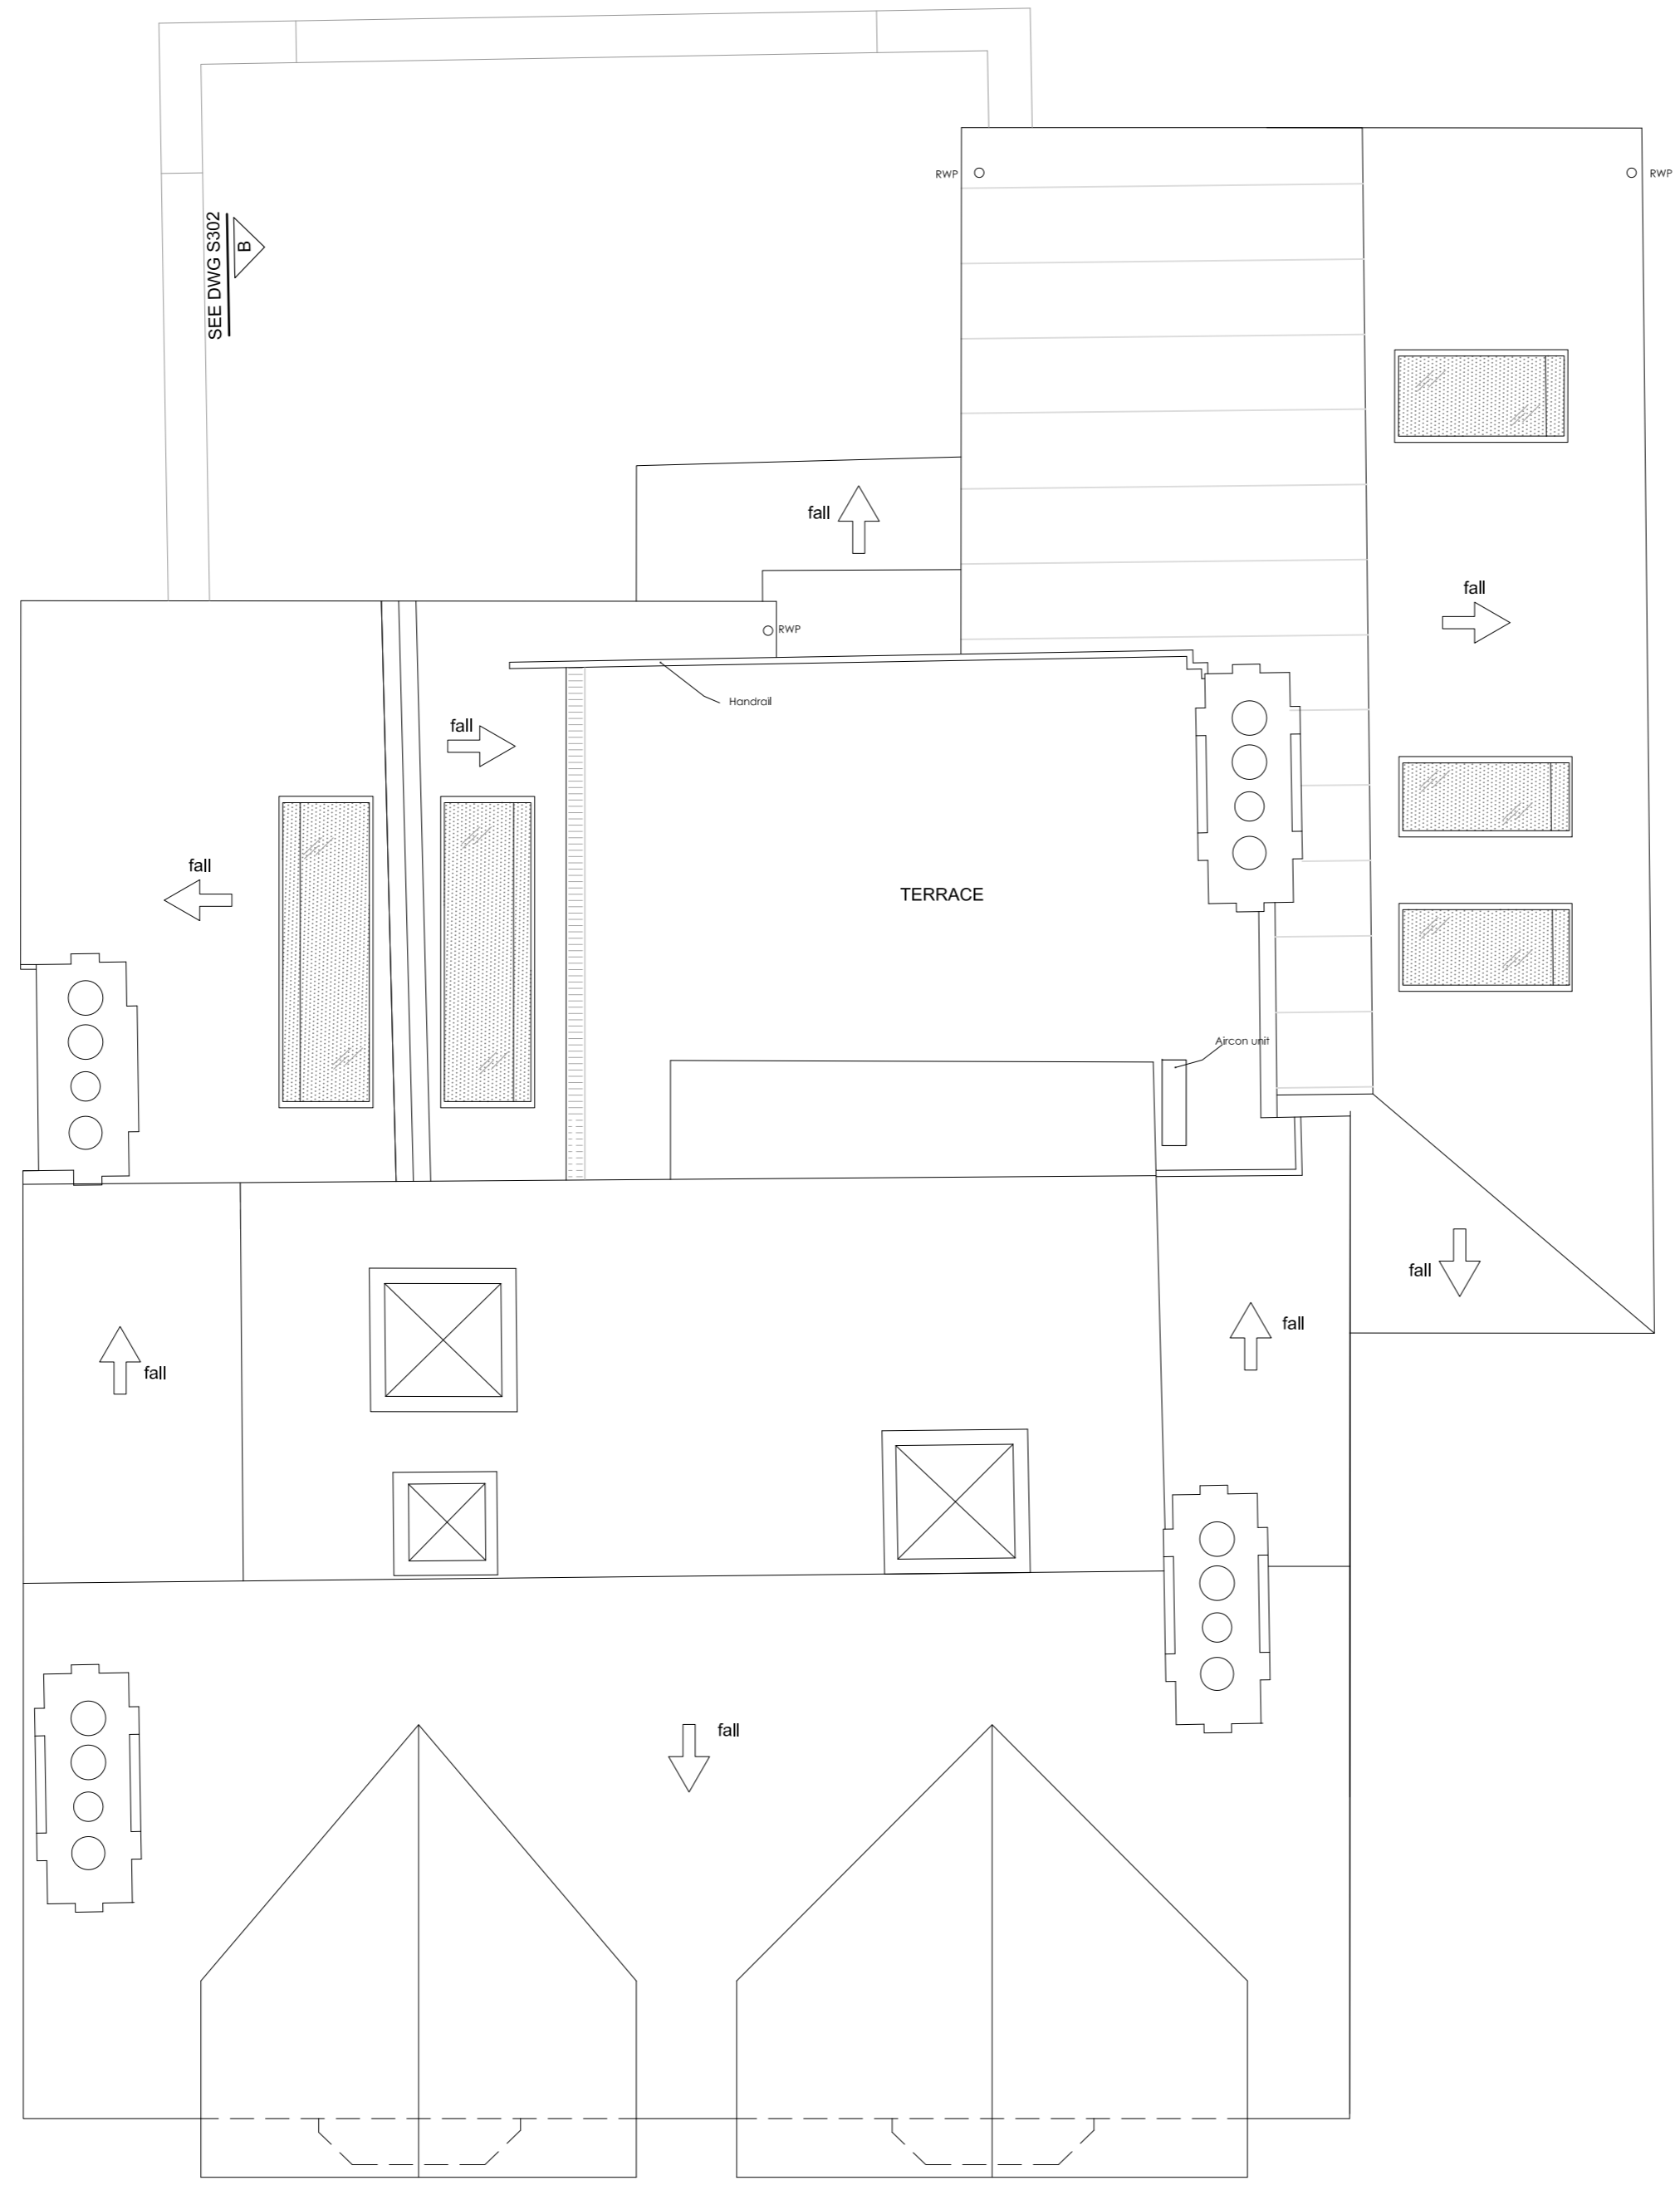 RWP
RWP
SEE DWG S302
B
fall
fall
RWP
Handrail
fall
fall
TERRACE
Aircon unit
fall
fall
fall
fall